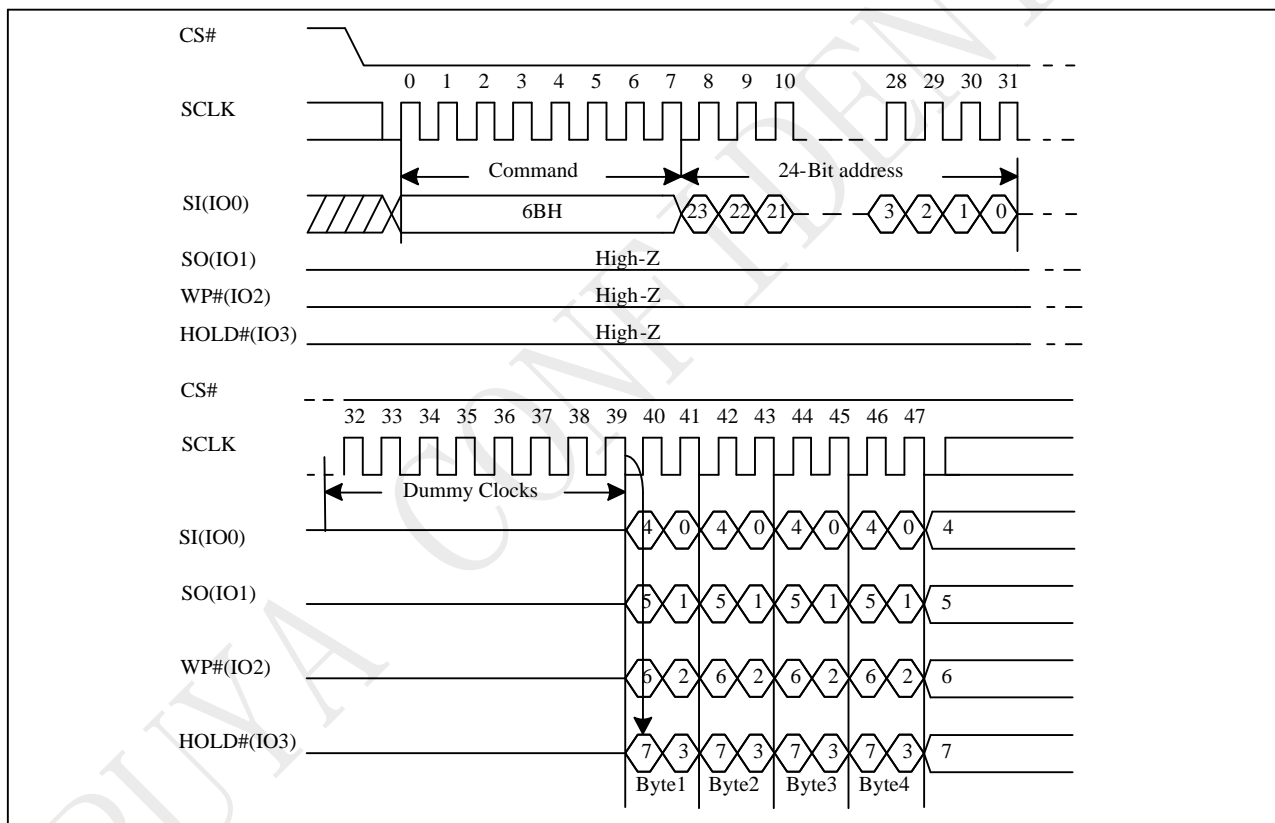 CS#
0 1 2 3 4 5 6 7 8 9 10 28 29 30 31
SCLK
Command 24-Bit address
SI(IO0) 6BH 23 22 21 3 2 1 0
SO(IO1) High-Z
WP#(IO2) High-Z
HOLD#(IO3) High-Z
CS#
32 33 34 35 36 37 38 39 40 41 42 43 44 45 46 47
SCLK
Dummy Clocks
SI(IO0) 4 0 4 0 4 0 4 0 4
SO(IO1) 5 1 5 1 5 1 5 1 5
WP#(IO2) 6 2 6 2 6 2 6 2 6
HOLD#(IO3) 7 3 7 3 7 3 7 3 7
Byte1 Byte2 Byte3 Byte4
PUYA CONFIDENT